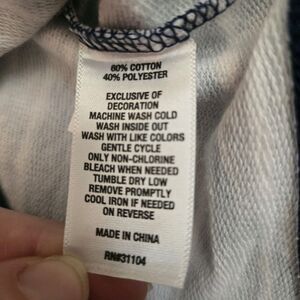 60% COTTON
40% POLYESTER
EXCLUSIVE OF
DECORATION
MACHINE WASH COLD
WASH INSIDE OUT
WASH WITH LIKE COLORS
GENTLE CYCLE
ONLY NON-CHLORINE
BLEACH WHEN NEEDED
TUMBLE DRY LOW
REMOVE PROMPTLY
COOL IRON IF NEEDED
ON REVERSE
MADE IN CHINA
RN#31104